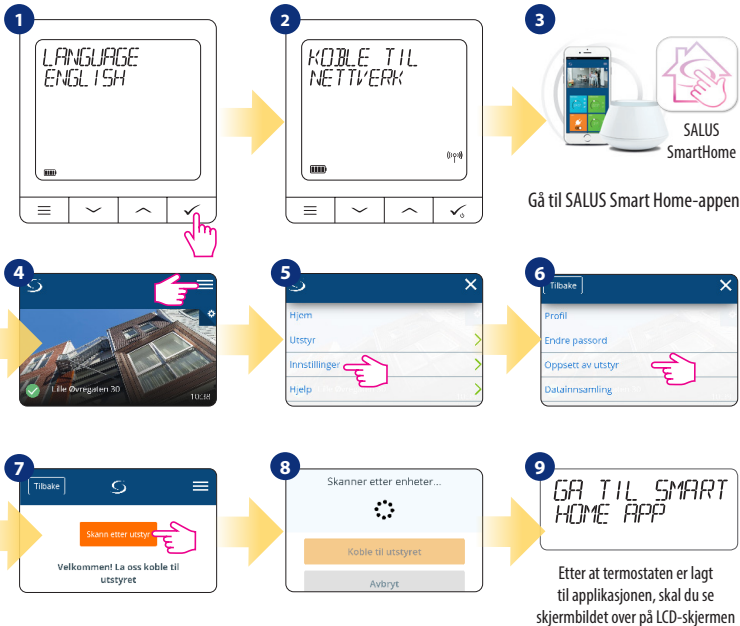 1
LANGUAGE
ENGLISH
2
KOBLE TIL
NETTVERK
3
SALUS
SmartHome
Gå til SALUS Smart Home-appen
4
Lille Øvregaten 30
10:38
5
Hjem
Utstyr
Innstillinger
Hjelp
6
Tilbake
Profil
Endre passord
Oppsett av utstyr
Datainnsamling
7
Tilbake
Skann etter utstyr
Velkommen! La oss koble til
utstyret
8
Skanner etter enheter...
Koble til utstyret
Avbryt
9
GA TIL SMART
HOME APP
Etter at termostaten er lagt
til applikasjonen, skal du se
skjermbildet over på LCD-skjermen